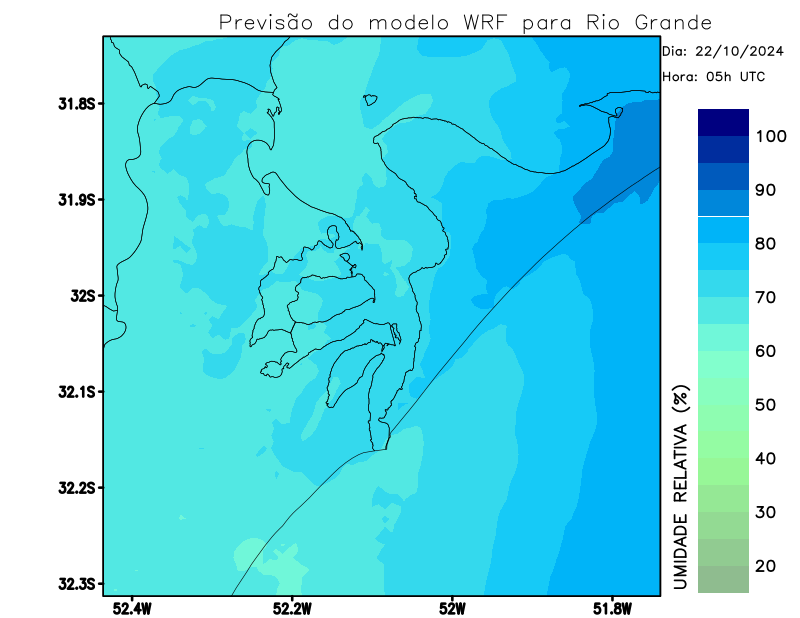 Previsão do modelo WRF para Rio Grande
Dia: 22/10/2024
Hora: 05h UTC
31.8S
31.9S
32S
32.1S
32.2S
32.3S
52.4W
52.2W
52W
51.8W
UMIDADE RELATIVA (%)
100
90
80
70
60
50
40
30
20